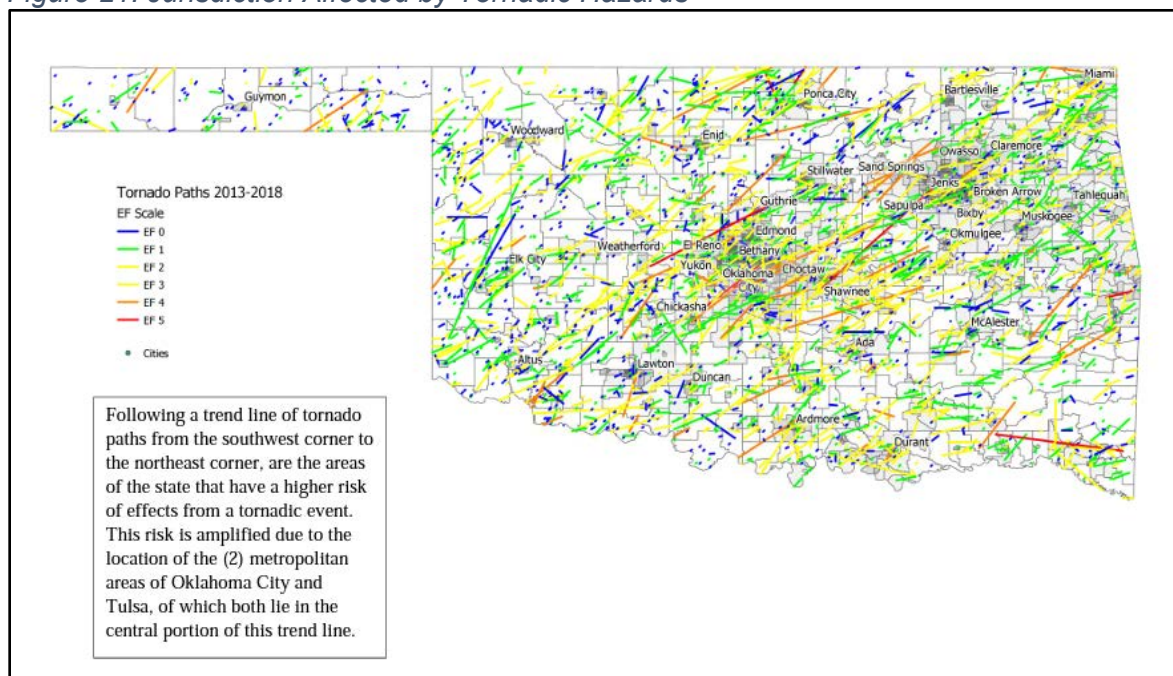 Figure 21: Jurisdiction Affected by Tornadic Hazards
Miami
Guymon
Ponca City
Bartlesville
Woodward
Enid
Owasso
Claremore
Stillwater
Sand Springs
Jenks
Broken Arrow
Tahlequah
Guthrie
Sapulpa
Bixby
Muskogee
Edmond
Okmulgee
Weatherford
El Reno
Bethany
Elk City
Yukon
Oklahoma
City
Choctaw
Shawnee
Chickasha
McAlester
Ada
Altus
Lawton
Duncan
Ardmore
Durant
Tornado Paths 2013-2018
EF Scale
EF 0
EF 1
EF 2
EF 3
EF 4
EF 5
Cities
Following a trend line of tornado
paths from the southwest corner to
the northeast corner, are the areas
of the state that have a higher risk
of effects from a tornadic event.
This risk is amplified due to the
location of the (2) metropolitan
areas of Oklahoma City and
Tulsa, of which both lie in the
central portion of this trend line.